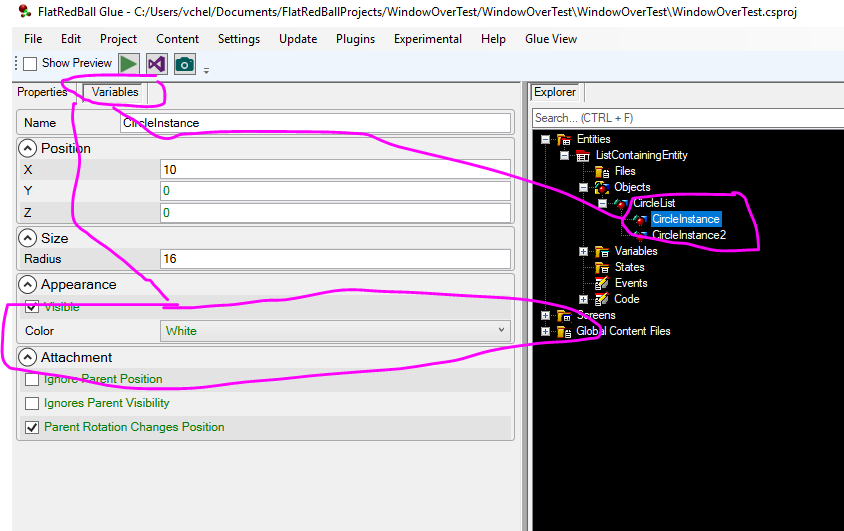 FlatRedBall Glue - C:/Users/vchel/Documents/FlatRedBallProjects/WindowOverTest/WindowOverTest\WindowOverTest\WindowOverTest.csproj
File Edit Project Content Settings Update Plugins Experimental Help Glue View
Show Preview
Properties Variables
Name CircleInstance
Position
X 10
Y 0
Z 0
Size
Radius 16
Appearance
Visible
Color White
Attachment
Ignore Parent Position
Ignores Parent Visibility
Parent Rotation Changes Position
Explorer
Search... (CTRL + F)
Entities
ListContainingEntity
Files
Objects
CircleList
CircleInstance
CircleInstance2
Variables
States
Events
Code
Screens
Global Content Files